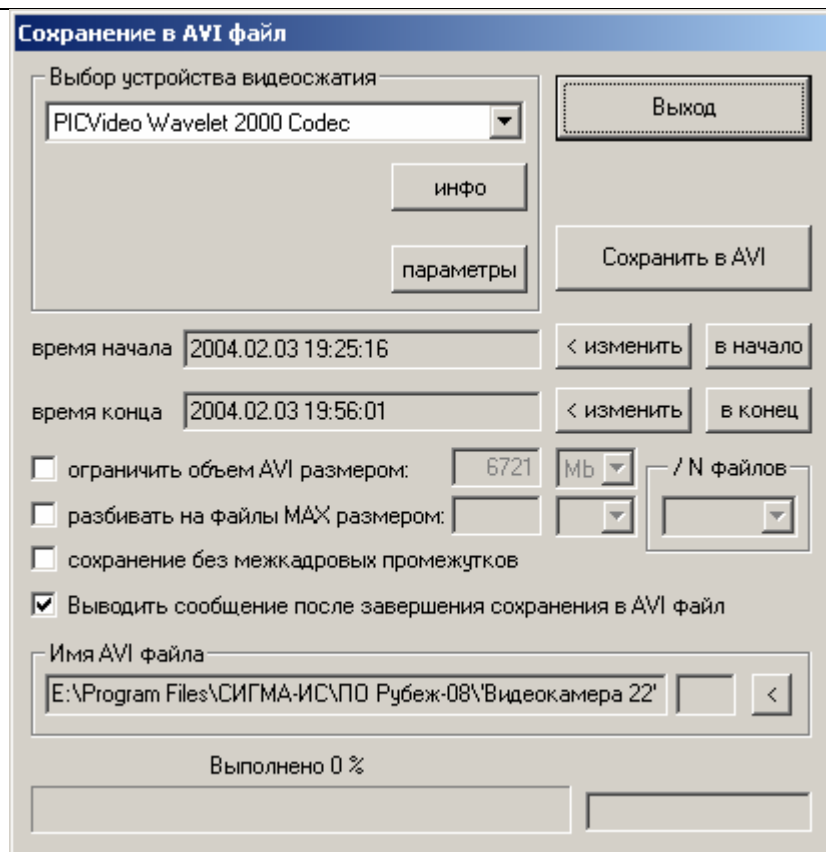 Сохранение в AVI файл
Выбор устройства видеосжатия
PICVideo Wavelet 2000 Codec
Выход
инфо
параметры
Сохранить в AVI
время начала 2004.02.03 19:25:16 < изменить в начало
время конца 2004.02.03 19:56:01 < изменить в конец
ограничить объем AVI размером: 6721 Mb / N файлов
разбивать на файлы MAX размером:
сохранение без межкадровых промежутков
Выводить сообщение после завершения сохранения в AVI файл
Имя AVI файла
E:\Program Files\СИГМА-ИС\ПО Рубеж-08\'Видеокамера 22' <
Выполнено 0 %